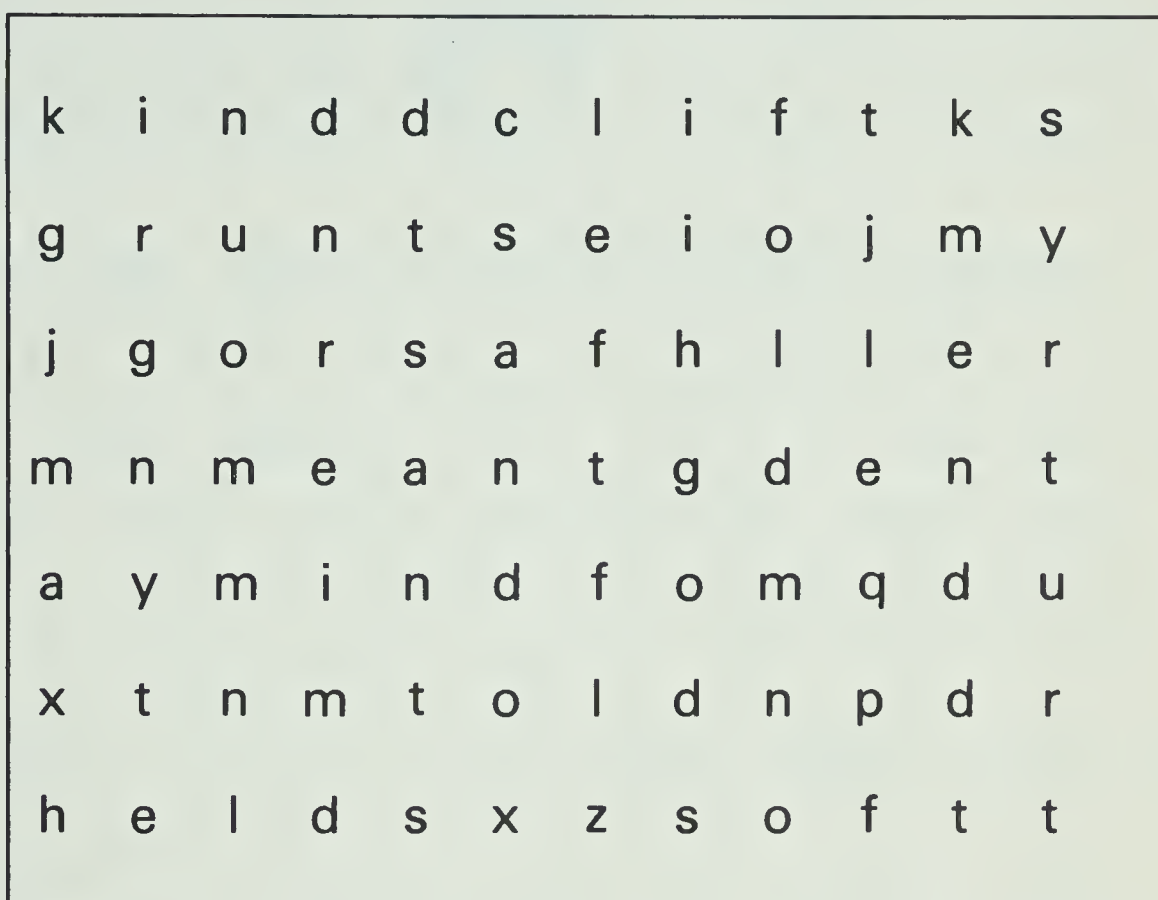 k i n d d c l i f t k s
g r u n t s e i o j m y
j g o r s a f h l l e r
m n m e a n t g d e n t
a y m i n d f o m q d u
x t n m t o l d n p d r
h e l d s x z s o f t t